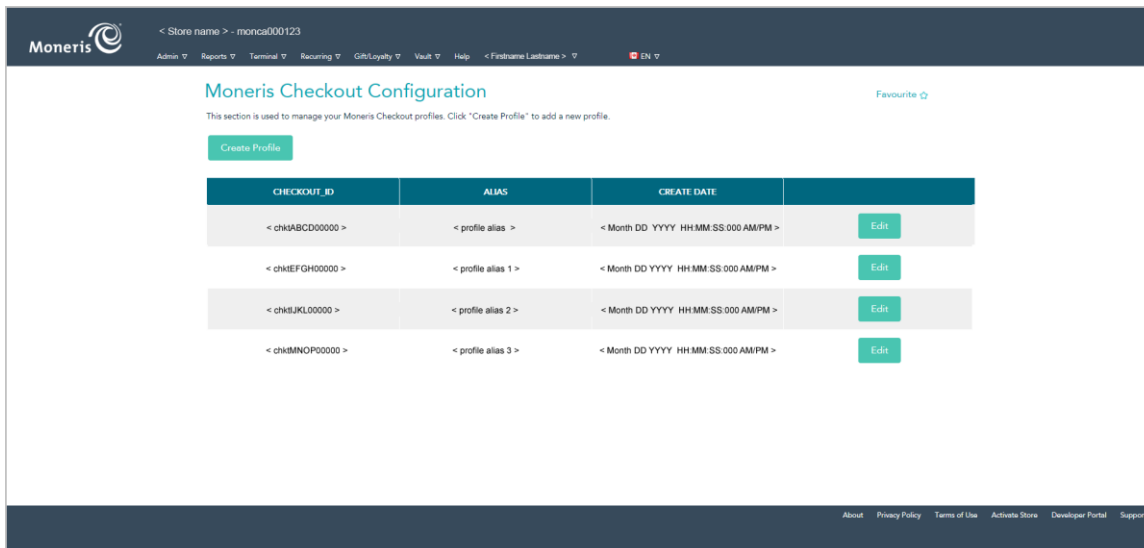 < Store name > - monca000123
Moneris
Admin Reports Terminal Recurring Gift/Loyalty Vault Help < Firstname Lastname > EN
Moneris Checkout Configuration
Favourite
This section is used to manage your Moneris Checkout profiles. Click "Create Profile" to add a new profile.
Create Profile
CHECKOUT_ID ALIAS CREATE DATE
< chktABCD00000 > < profile alias > < Month DD YYYY HH:MM:SS:000 AM/PM > Edit
< chktEFGH00000 > < profile alias 1 > < Month DD YYYY HH:MM:SS:000 AM/PM > Edit
< chktIJKL00000 > < profile alias 2 > < Month DD YYYY HH:MM:SS:000 AM/PM > Edit
< chktMNOP00000 > < profile alias 3 > < Month DD YYYY HH:MM:SS:000 AM/PM > Edit
About Privacy Policy Terms of Use Activate Store Developer Portal Suppor